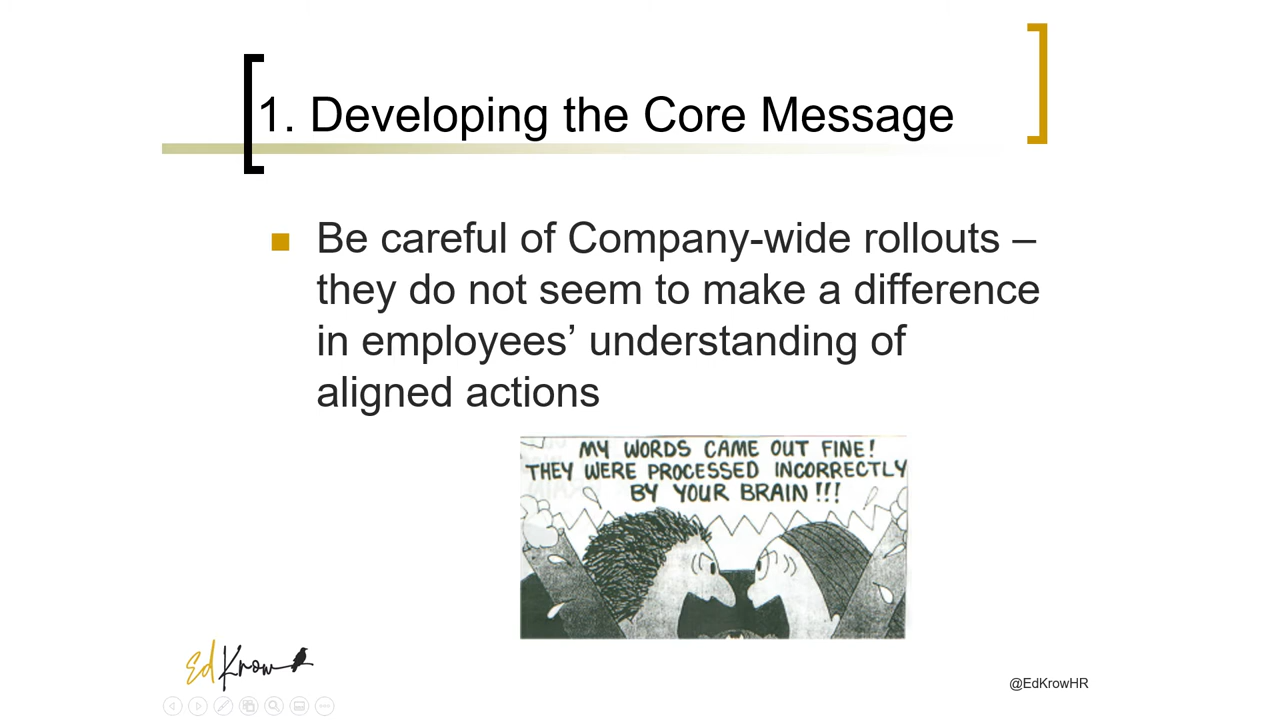 1. Developing the Core Message
Be careful of Company-wide rollouts –
they do not seem to make a difference
in employees’ understanding of
aligned actions
MY WORDS CAME OUT FINE!
THEY WERE PROCESSED INCORRECTLY
BY YOUR BRAIN!!!
Ed Krow
@EdKrowHR